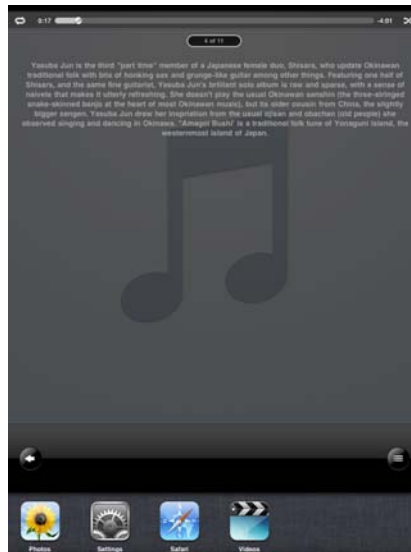 0:17
-4:01
4 of 11
Yasuba Jun is the third "part time" member of a Japanese female duo, Shisars, who update Okinawan
traditional folk with bits of honking sax and grunge-like guitar among other things. Featuring one half of
Shisars, and the same fine guitarist, Yasuba Jun's brilliant solo album is raw and sparse, with a sense of
naivete that makes it utterly refreshing. She doesn't play the usual Okinawan sanshin (the three-stringed
snake-skinned banjo at the heart of most Okinawan music), but its older cousin from China, the slightly
bigger sangen. Yasuba Jun drew her inspiration from the usual ojisan and obachan (old people) she
observed singing and dancing in Okinawa. 'Amagoi Bushi' is a traditional folk tune of Yonaguni Island, the
westernmost island of Japan.
Photos
Settings
Safari
Videos